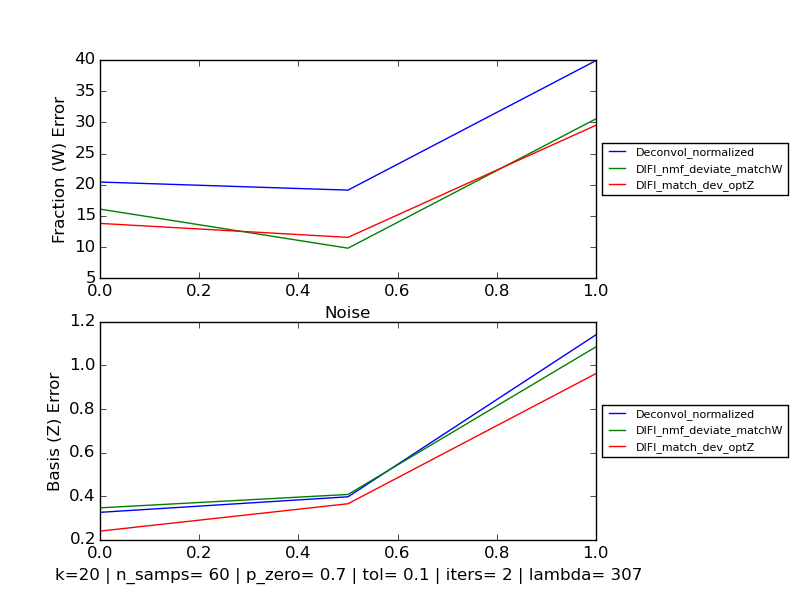 40
35
30
25
20
15
10
5
Fraction (W) Error
0.0 0.2 0.4 0.6 0.8 1.0
Noise
Deconvol_normalized
DIFI_nmf_deviate_matchW
DIFI_match_dev_optZ
1.2
1.0
0.8
0.6
0.4
0.2
Basis (Z) Error
0.0 0.2 0.4 0.6 0.8 1.0
Deconvol_normalized
DIFI_nmf_deviate_matchW
DIFI_match_dev_optZ
k=20 | n_samps= 60 | p_zero= 0.7 | tol= 0.1 | iters= 2 | lambda= 307